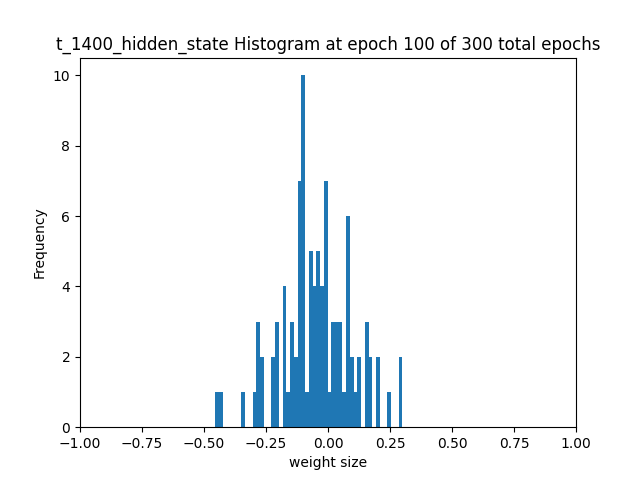 t_1400_hidden_state Histogram at epoch 100 of 300 total epochs
10
8
6
4
2
0
Frequency
−1.00 −0.75 −0.50 −0.25 0.00 0.25 0.50 0.75 1.00
weight size